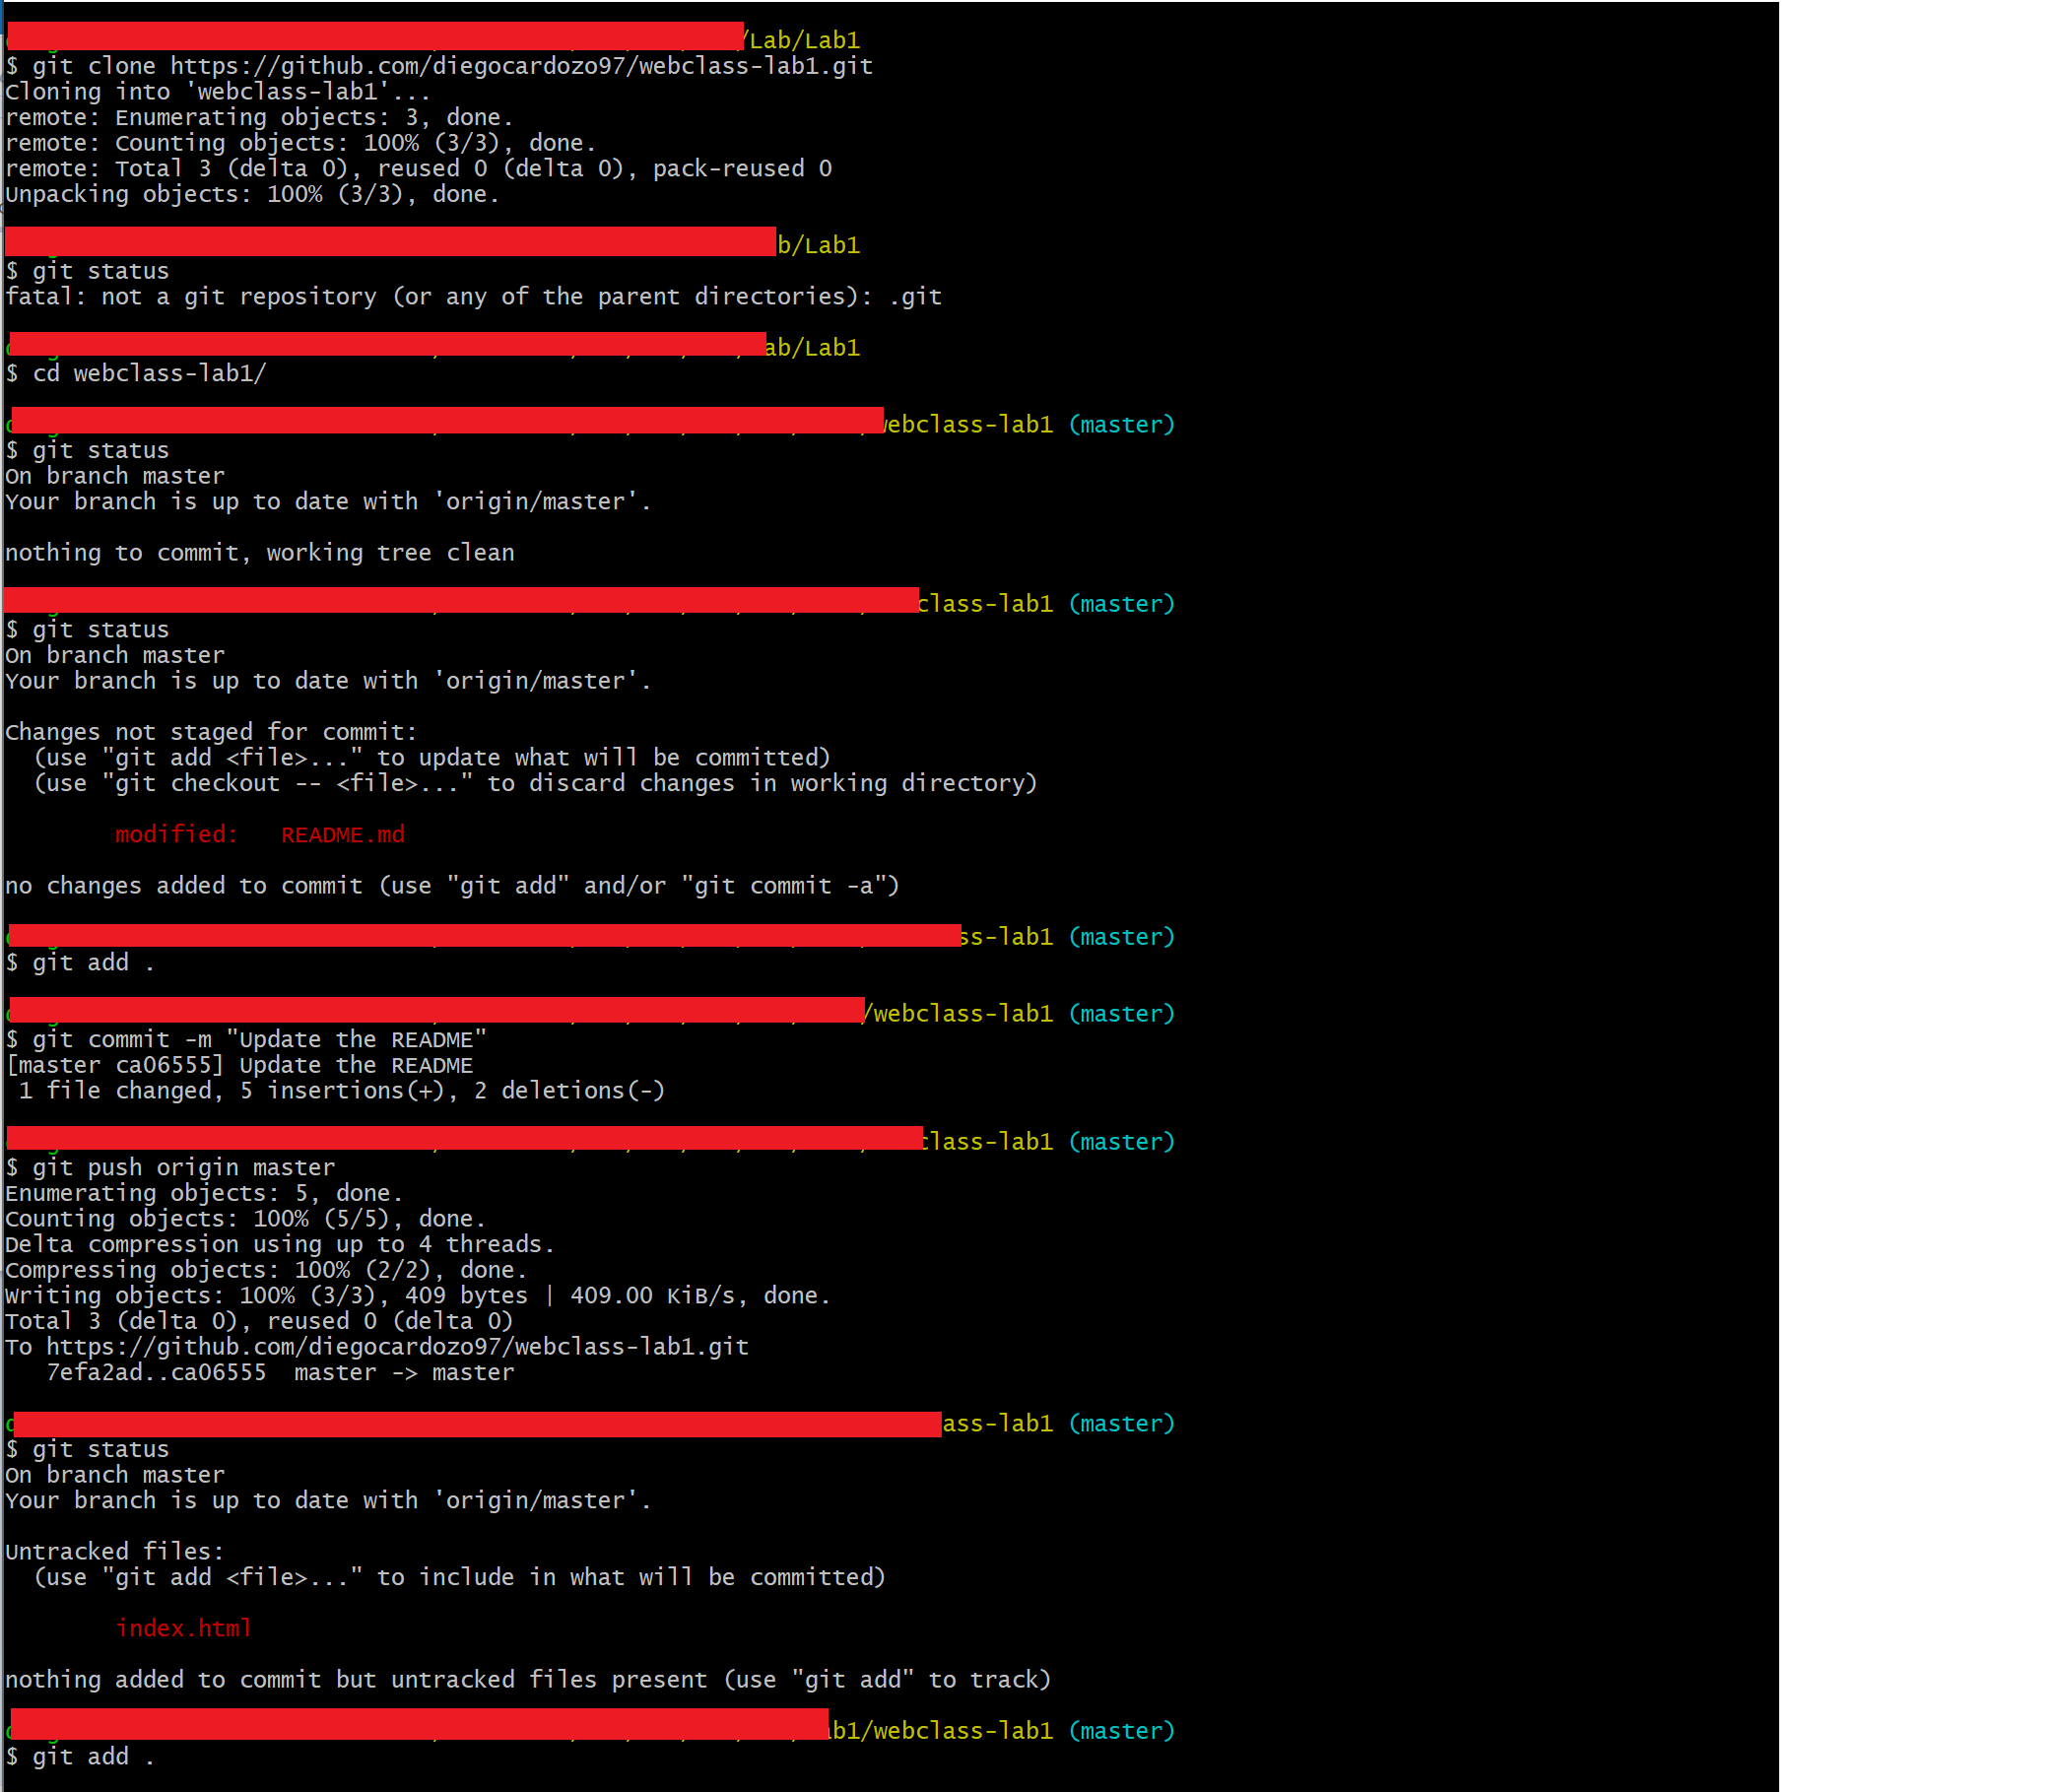 /Lab/Lab1
$ git clone https://github.com/diegocardozo97/webclass-lab1.git
Cloning into 'webclass-lab1'...
remote: Enumerating objects: 3, done.
remote: Counting objects: 100% (3/3), done.
remote: Total 3 (delta 0), reused 0 (delta 0), pack-reused 0
Unpacking objects: 100% (3/3), done.
b/Lab1
$ git status
fatal: not a git repository (or any of the parent directories): .git
ab/Lab1
$ cd webclass-lab1/
webclass-lab1 (master)
$ git status
On branch master
Your branch is up to date with 'origin/master'.
nothing to commit, working tree clean
class-lab1 (master)
$ git status
On branch master
Your branch is up to date with 'origin/master'.
Changes not staged for commit:
  (use "git add <file>..." to update what will be committed)
  (use "git checkout -- <file>..." to discard changes in working directory)
        modified:   README.md
no changes added to commit (use "git add" and/or "git commit -a")
ss-lab1 (master)
$ git add .
/webclass-lab1 (master)
$ git commit -m "Update the README"
[master ca06555] Update the README
 1 file changed, 5 insertions(+), 2 deletions(-)
class-lab1 (master)
$ git push origin master
Enumerating objects: 5, done.
Counting objects: 100% (5/5), done.
Delta compression using up to 4 threads.
Compressing objects: 100% (2/2), done.
Writing objects: 100% (3/3), 409 bytes | 409.00 KiB/s, done.
Total 3 (delta 0), reused 0 (delta 0)
To https://github.com/diegocardozo97/webclass-lab1.git
   7efa2ad..ca06555  master -> master
ass-lab1 (master)
$ git status
On branch master
Your branch is up to date with 'origin/master'.
Untracked files:
  (use "git add <file>..." to include in what will be committed)
        index.html
nothing added to commit but untracked files present (use "git add" to track)
b1/webclass-lab1 (master)
$ git add .